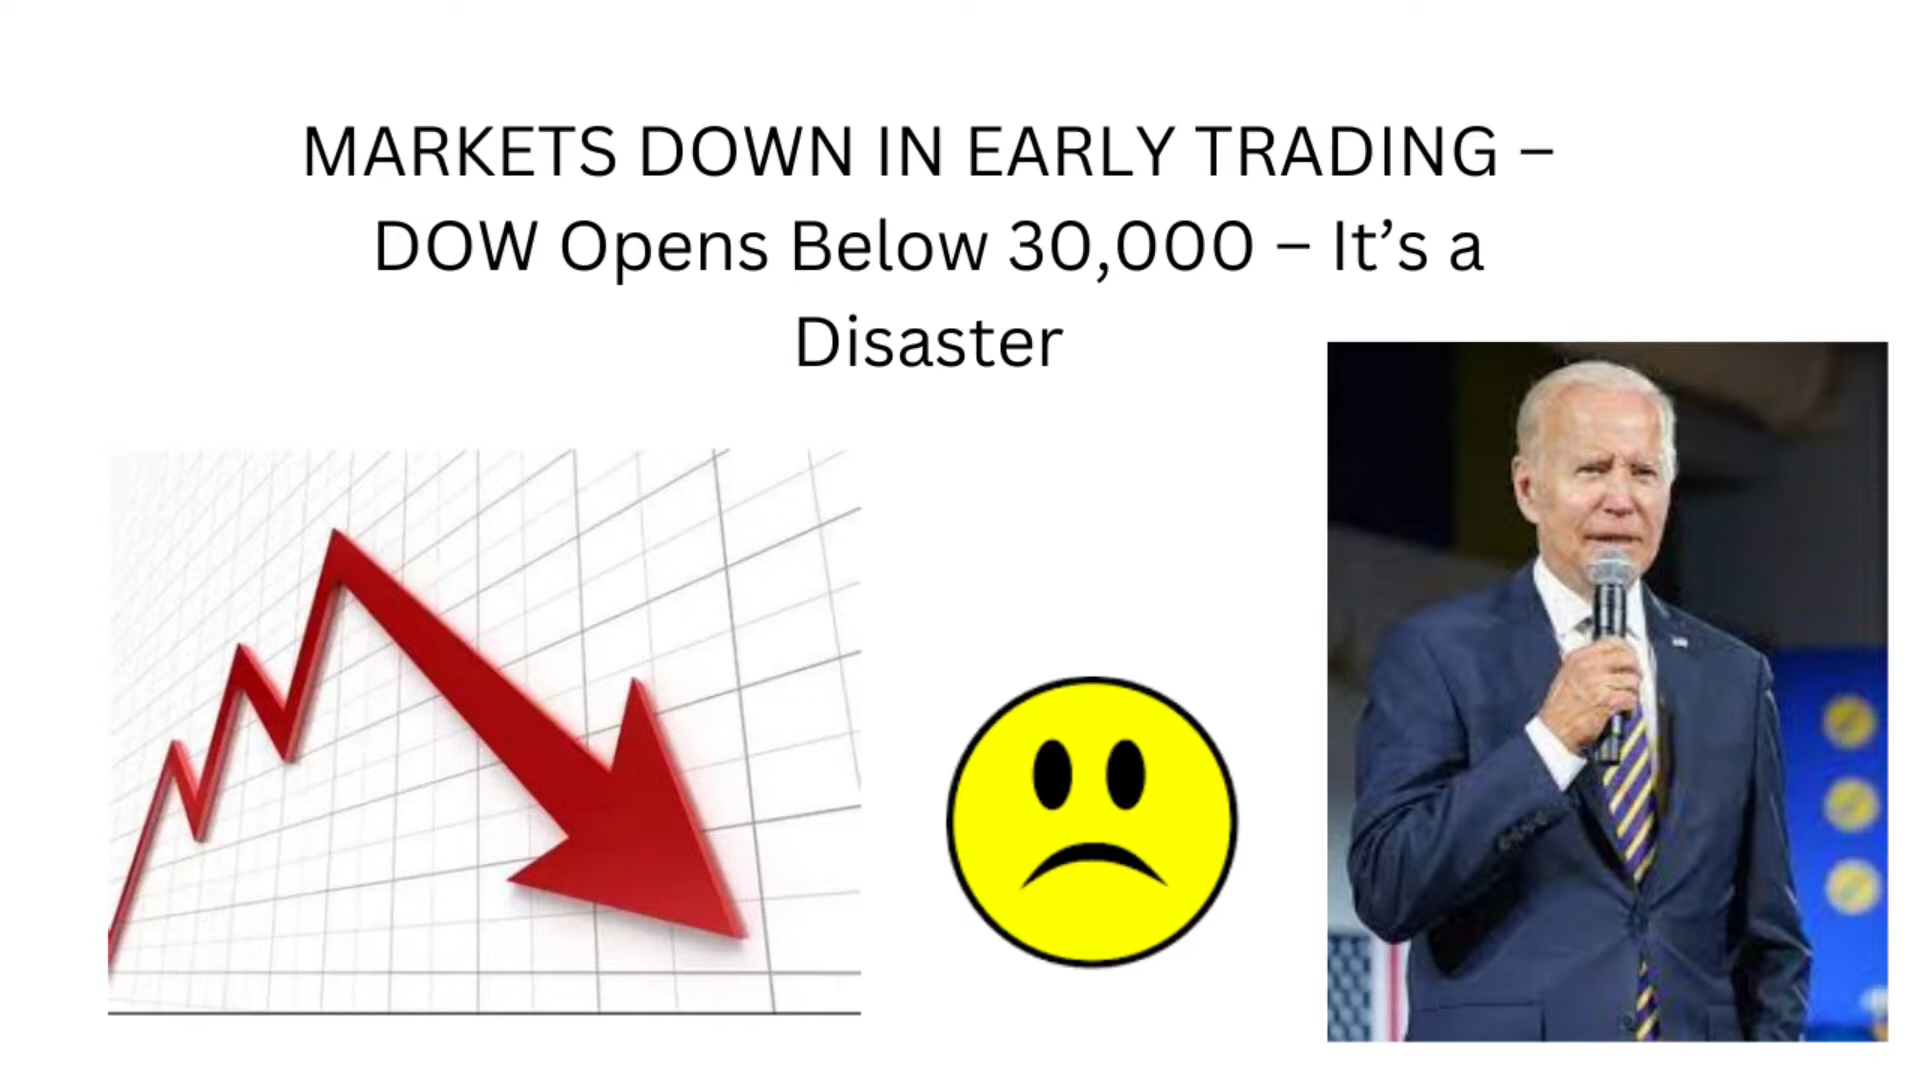 MARKETS DOWN IN EARLY TRADING –
DOW Opens Below 30,000 – It’s a
Disaster